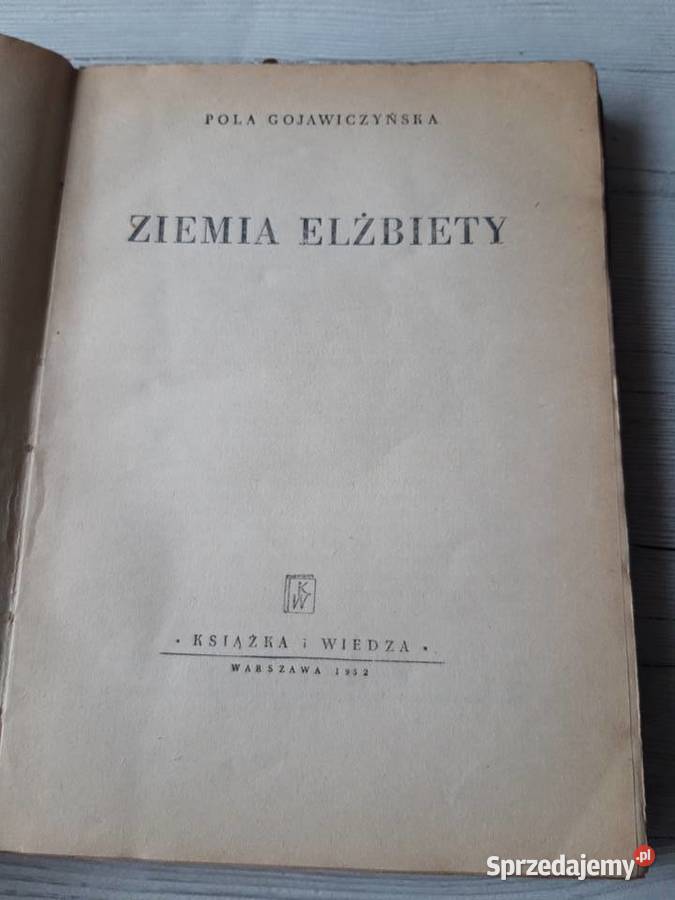 POLA GOJAWICZYŃSKA
ZIEMIA ELŻBIETY
KW
• KSIĄŻKA i WIEDZA •
WARSZAWA 1952
Sprzedajemy.pl